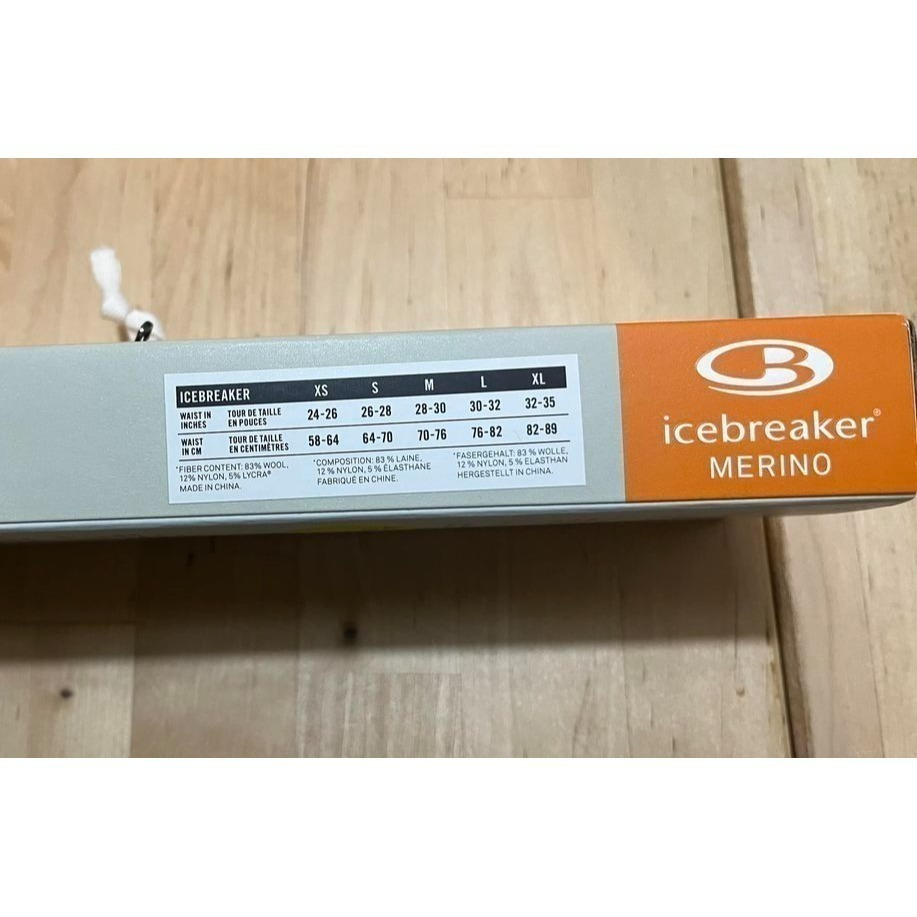 ICEBREAKER XS S M L XL
WAIST IN TOUR DE TAILLE 24-26 26-28 28-30 30-32 32-35
INCHES EN POUCES
WAIST TOUR DE TAILLE 58-64 64-70 70-76 76-82 82-89
IN CM EN CENTIMÈTRES
*FIBER CONTENT: 83% WOOL,
12% NYLON, 5% LYCRA®
MADE IN CHINA.
*COMPOSITION: 83 % LAINE,
12 % NYLON, 5 % ÉLASTHANE
FABRIQUÉ EN CHINE.
*FASERGEHALT: 83 % WOLLE,
12 % NYLON, 5 % ELASTHAN
HERGESTELLT IN CHINA.
icebreaker®
MERINO